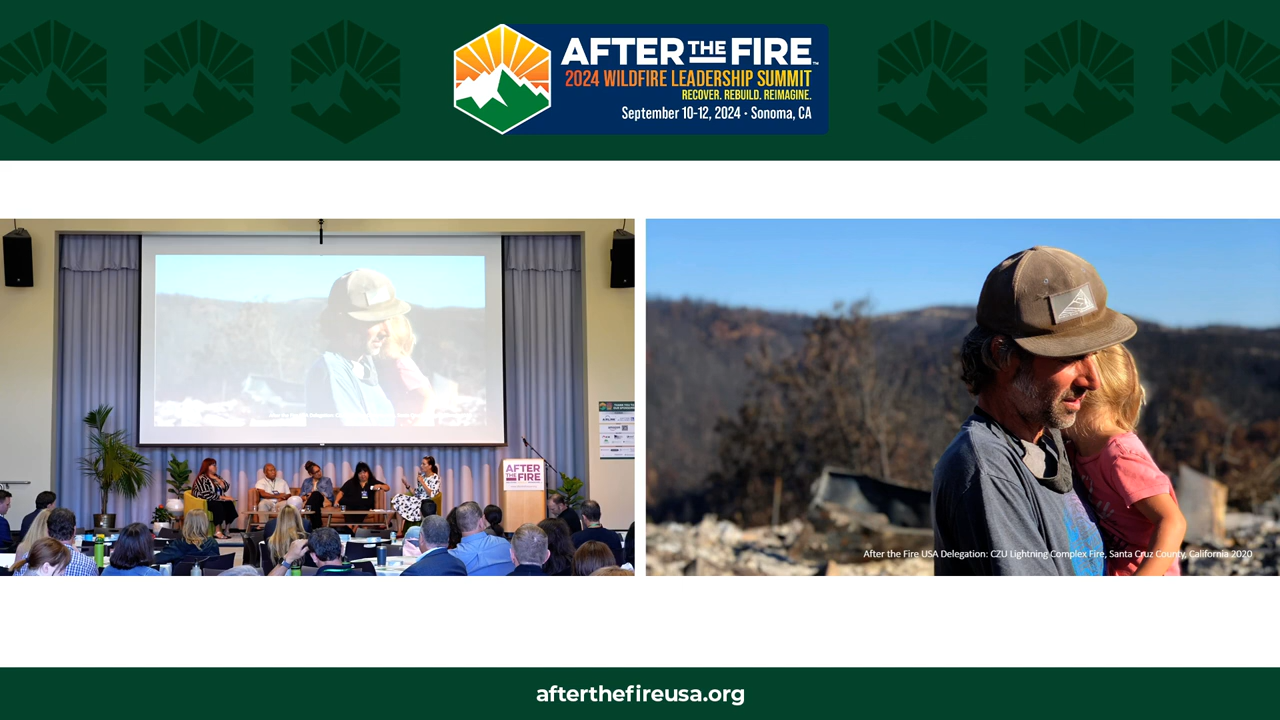 AFTER THE FIRE™
2024 WILDFIRE LEADERSHIP SUMMIT
RECOVER. REBUILD. REIMAGINE.
September 10-12, 2024 · Sonoma, CA
AFTER
THE FIRE
After the Fire USA Delegation: CZU Lightning Complex Fire, Santa Cruz County, California 2020
afterthefireusa.org